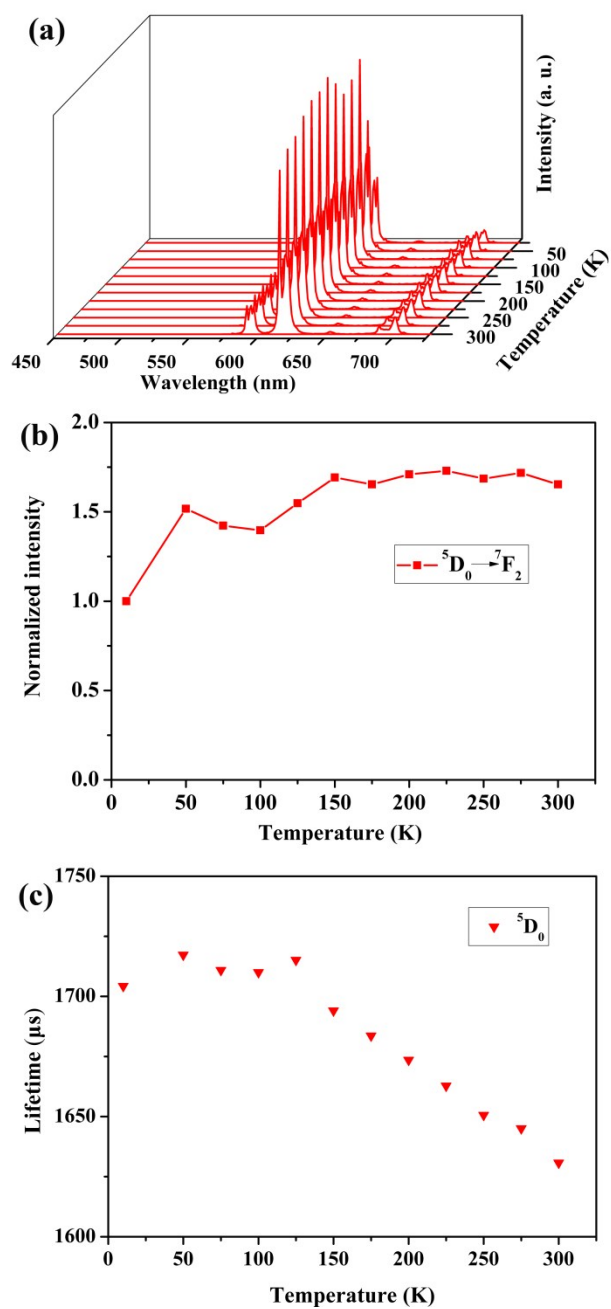 (a)
Intensity (a. u.)
50
100
150
200
250
300
Temperature (K)
450 500 550 600 650 700
Wavelength (nm)
(b)
2.0
1.5
1.0
0.5
0.0
Normalized intensity
⁵D₀→⁷F₂
0 50 100 150 200 250 300
Temperature (K)
(c)
1750
1700
1650
1600
Lifetime (μs)
⁵D₀
0 50 100 150 200 250 300
Temperature (K)